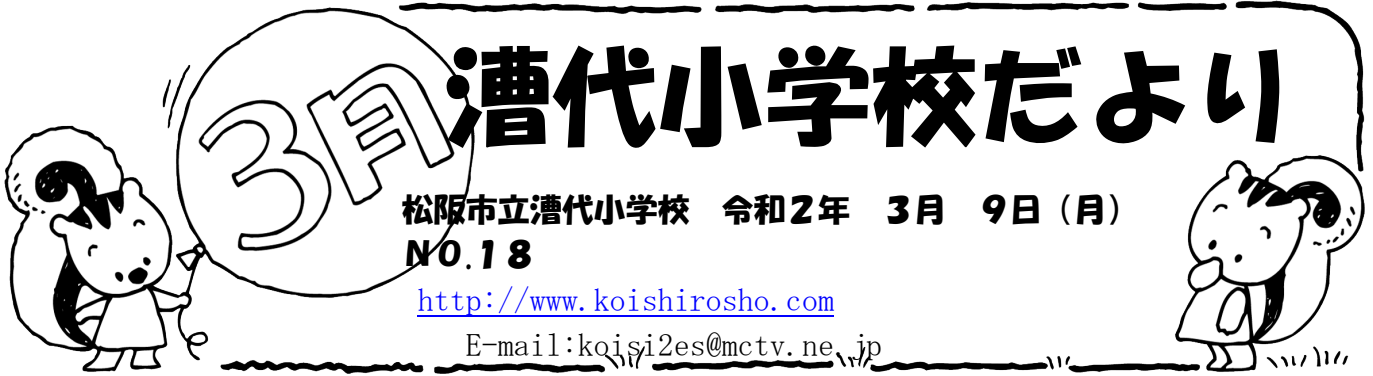 3月
漕代小学校だより
松阪市立漕代小学校　令和２年　３月　９日（月）
ＮＯ.１８
http://www.koishirosho.com
E-mail:koisi2es@mctv.ne.jp